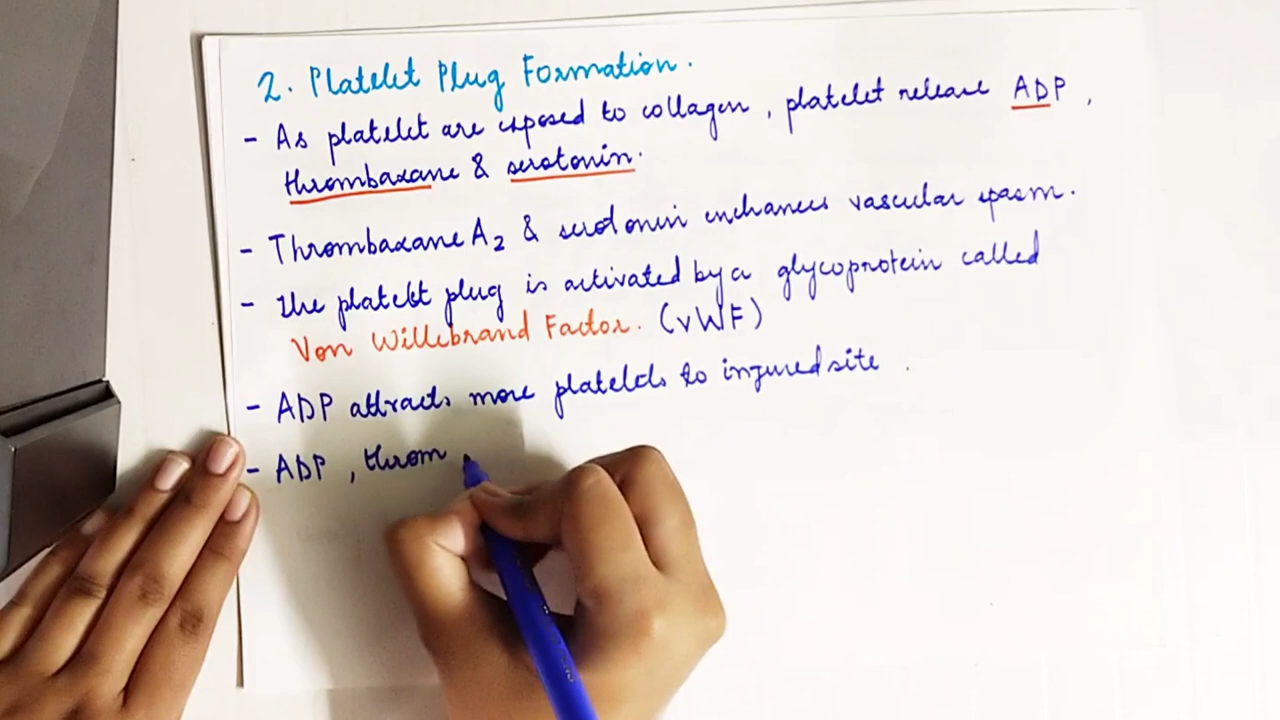 2. Platelet Plug Formation.
- As platelet are exposed to collagen, platelet release ADP,
thrombaxane & serotonin.
- Thrombaxane A2 & serotonin enchances vascular spasm.
- The platelet plug is activated by a glycoprotein called
Von Willebrand Factor. (vWF)
- ADP attracts more platelets to injured site.
- ADP, throm